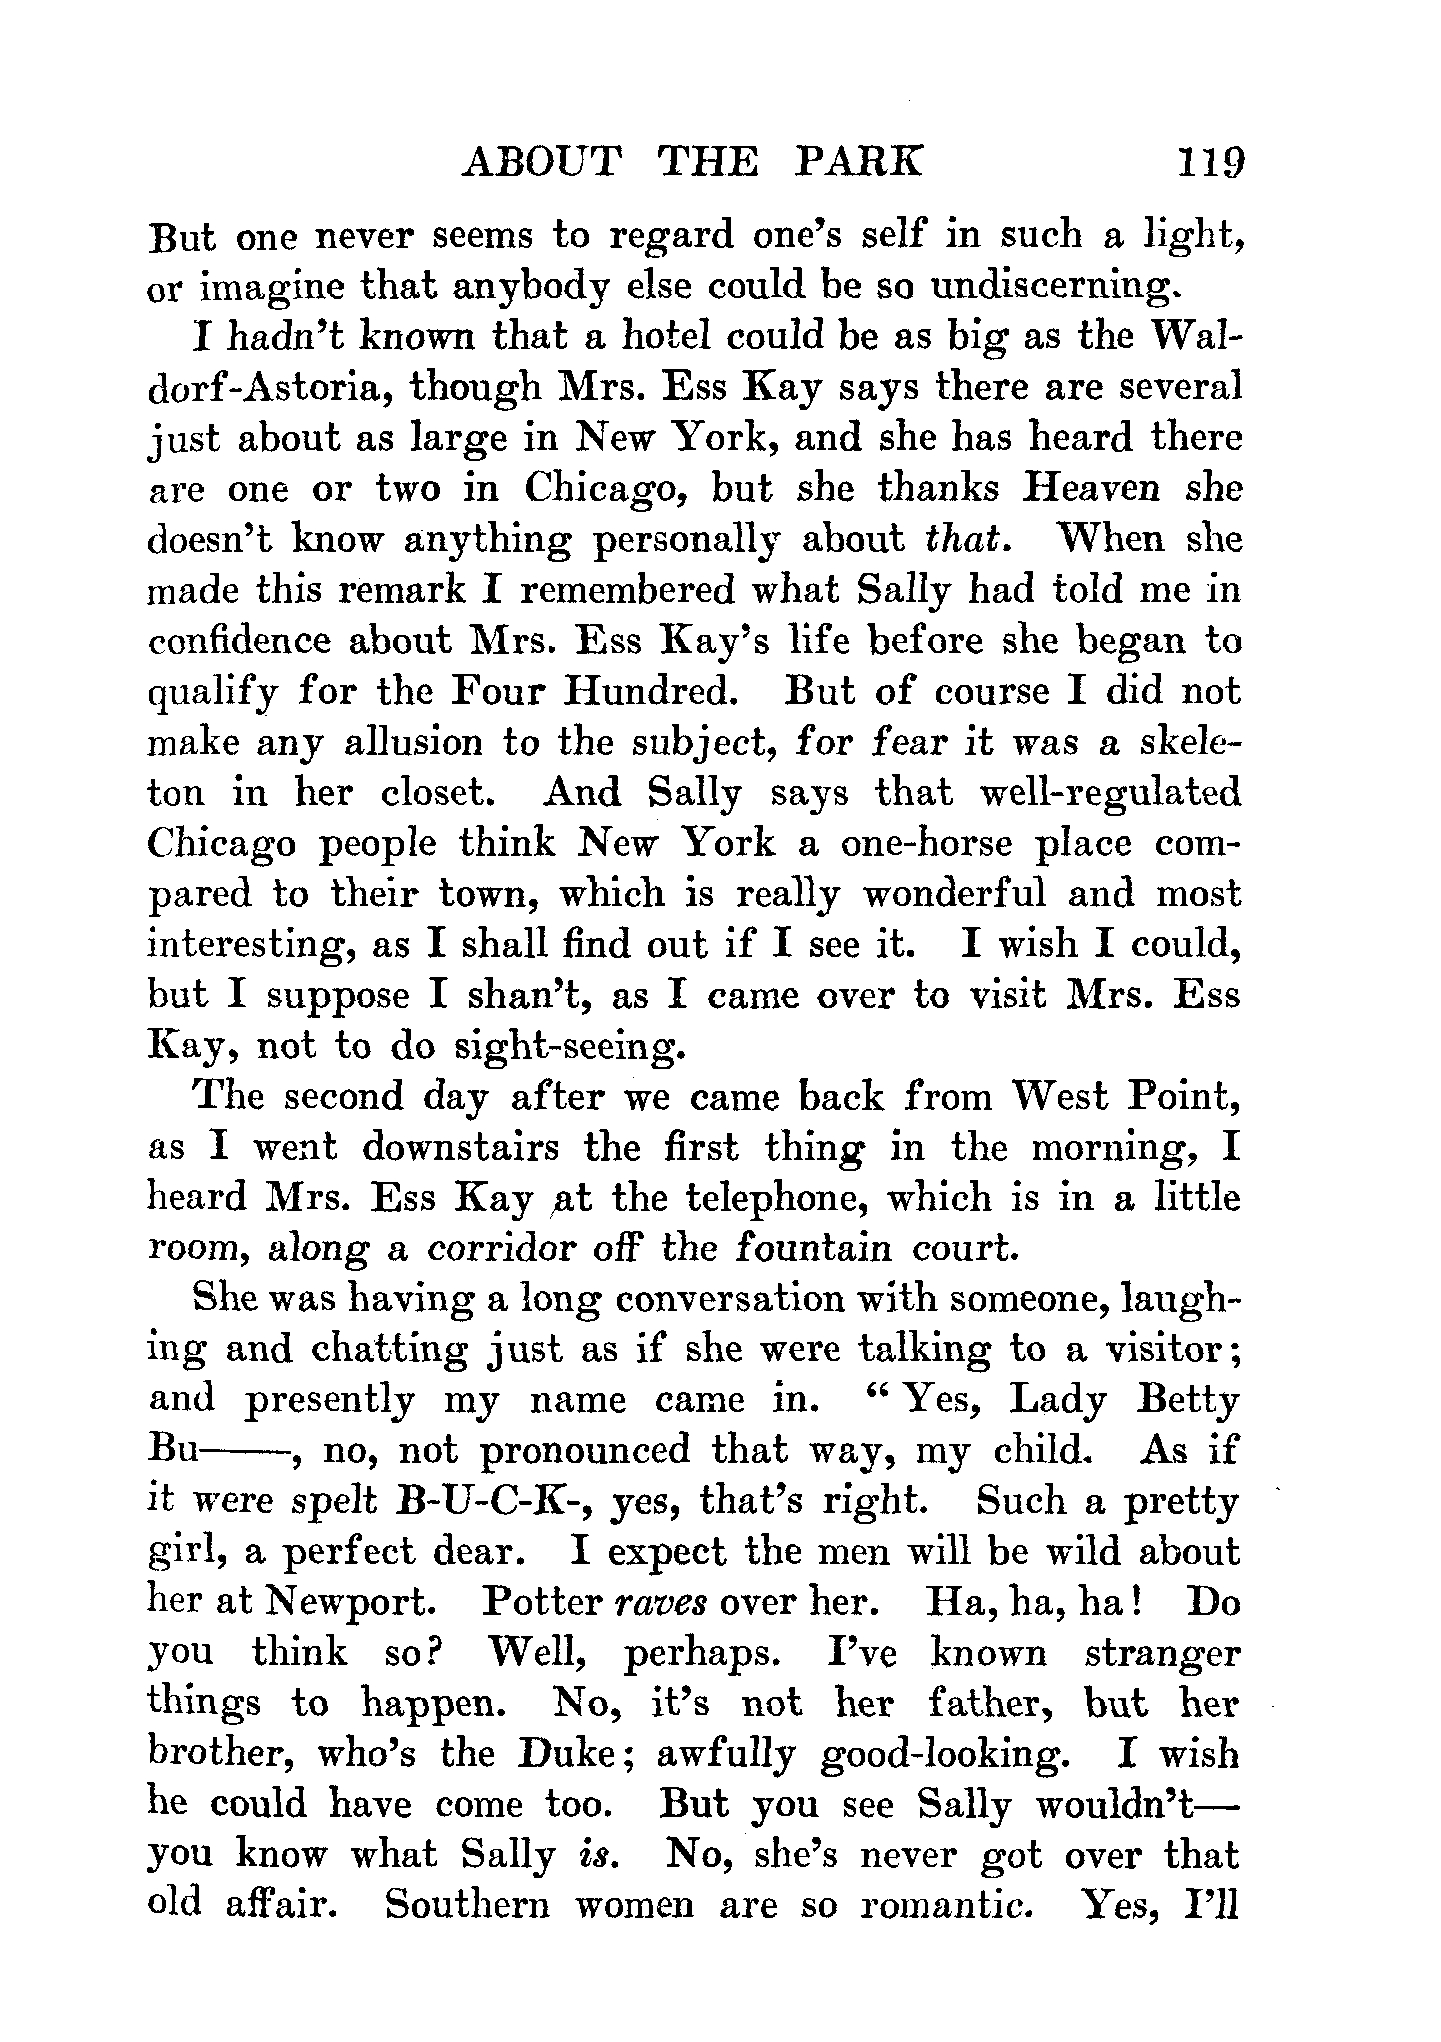 ABOUT THE PARK 119
But one never seems to regard one's self in such a light,
or imagine that anybody else could be so undiscerning.
I hadn't known that a hotel could be as big as the Wal-
dorf-Astoria, though Mrs. Ess Kay says there are several
just about as large in New York, and she has heard there
are one or two in Chicago, but she thanks Heaven she
doesn't know anything personally about that. When she
made this remark I remembered what Sally had told me in
confidence about Mrs. Ess Kay's life before she began to
qualify for the Four Hundred. But of course I did not
make any allusion to the subject, for fear it was a skele-
ton in her closet. And Sally says that well-regulated
Chicago people think New York a one-horse place com-
pared to their town, which is really wonderful and most
interesting, as I shall find out if I see it. I wish I could,
but I suppose I shan't, as I came over to visit Mrs. Ess
Kay, not to do sight-seeing.
The second day after we came back from West Point,
as I went downstairs the first thing in the morning, I
heard Mrs. Ess Kay at the telephone, which is in a little
room, along a corridor off the fountain court.
She was having a long conversation with someone, laugh-
ing and chatting just as if she were talking to a visitor;
and presently my name came in. "Yes, Lady Betty
Bu——, no, not pronounced that way, my child. As if
it were spelt B-U-C-K-, yes, that's right. Such a pretty
girl, a perfect dear. I expect the men will be wild about
her at Newport. Potter raves over her. Ha, ha, ha! Do
you think so? Well, perhaps. I've known stranger
things to happen. No, it's not her father, but her
brother, who's the Duke; awfully good-looking. I wish
he could have come too. But you see Sally wouldn't—
you know what Sally is. No, she's never got over that
old affair. Southern women are so romantic. Yes, I'll